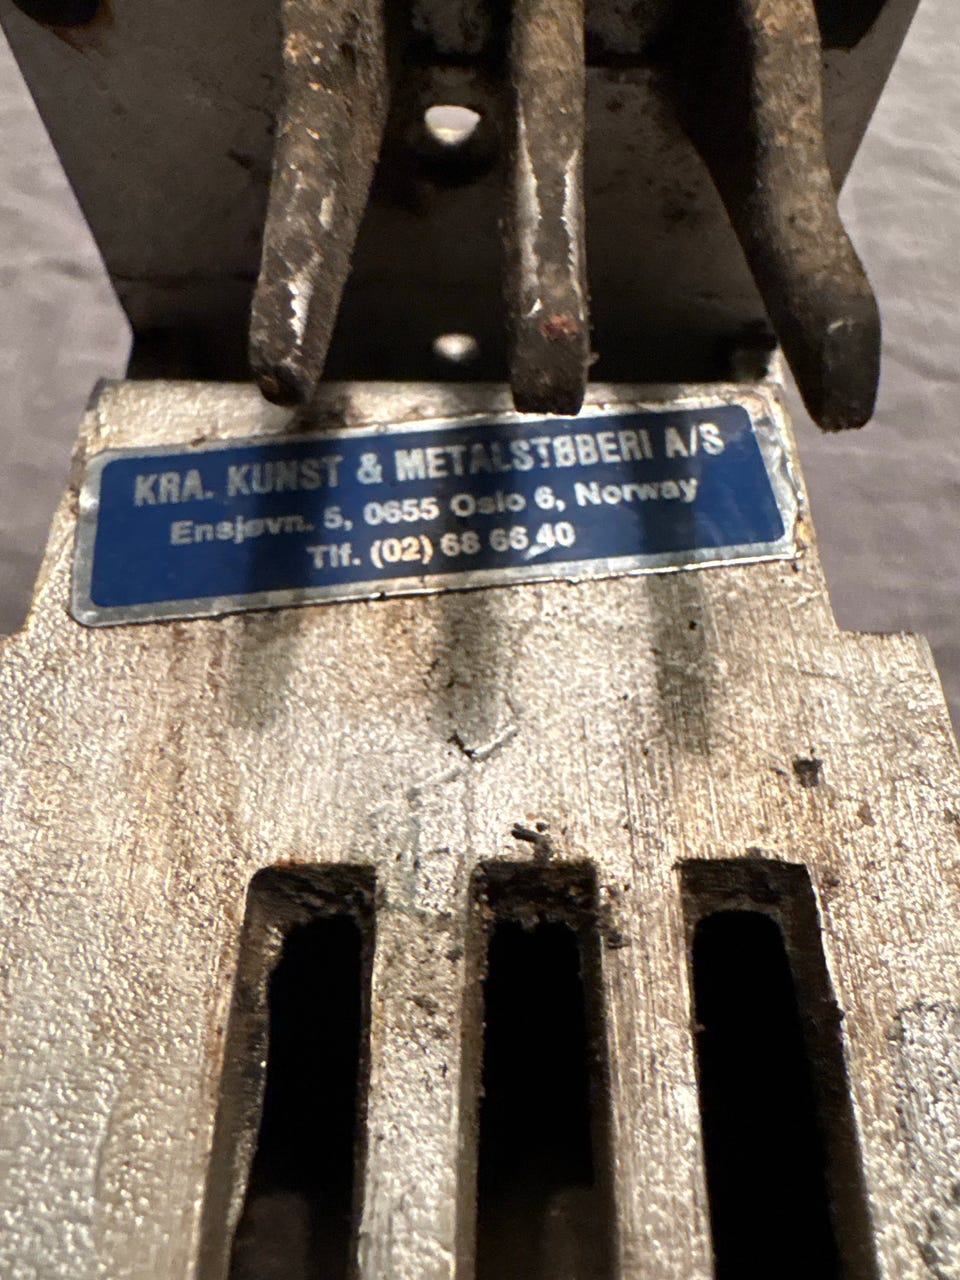 KRA. KUNST & METALSTØBERI A/S
Ensjøvn. 5, 0655 Oslo 6, Norway
Tlf. (02) 68 66 40